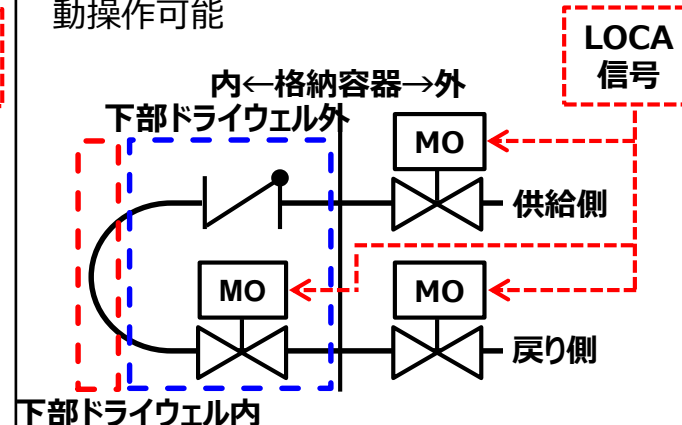 動操作可能
LOCA
信号
内←格納容器→外
下部ドライウェル外
MO
供給側
MO
MO
戻り側
下部ドライウェル内